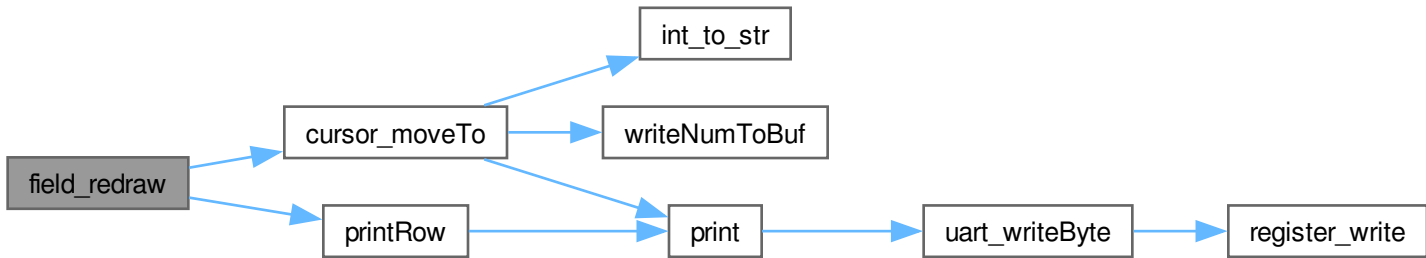 field_redraw
cursor_moveTo
int_to_str
writeNumToBuf
printRow
print
uart_writeByte
register_write